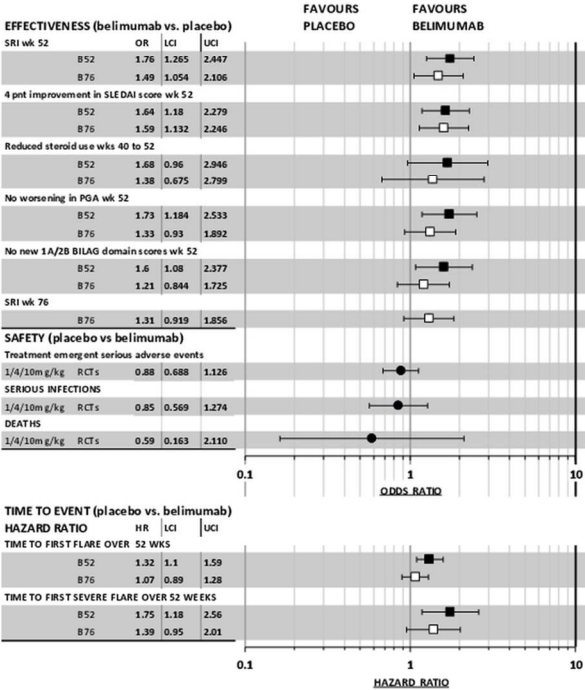 FAVOURS FAVOURS
EFFECTIVENESS (belimumab vs. placebo) PLACEBO BELIMUMAB
SRI wk 52 OR LCI UCI
B52 1.76 1.265 2.447
B76 1.49 1.054 2.106
4 pnt improvement in SLEDAI score wk 52
B52 1.64 1.18 2.279
B76 1.59 1.132 2.246
Reduced steroid use wks 40 to 52
B52 1.68 0.96 2.946
B76 1.38 0.675 2.799
No worsening in PGA wk 52
B52 1.73 1.184 2.533
B76 1.33 0.93 1.892
No new 1A/2B BILAG domain scores wk 52
B52 1.6 1.08 2.377
B76 1.21 0.844 1.725
SRI wk 76
B76 1.31 0.919 1.856
SAFETY (placebo vs belimumab)
Treatment emergent serious adverse events
1/4/10mg/kg RCTs 0.88 0.688 1.126
SERIOUS INFECTIONS
1/4/10mg/kg RCTs 0.85 0.569 1.274
DEATHS
1/4/10mg/kg RCTs 0.59 0.163 2.110
0.1 1 10
ODDS RATIO
TIME TO EVENT (placebo vs. belimumab)
HAZARD RATIO HR LCI UCI
TIME TO FIRST FLARE OVER 52 WKS
B52 1.32 1.1 1.59
B76 1.07 0.89 1.28
TIME TO FIRST SEVERE FLARE OVER 52 WEEKS
B52 1.75 1.18 2.56
B76 1.39 0.95 2.01
0.1 1 10
HAZARD RATIO